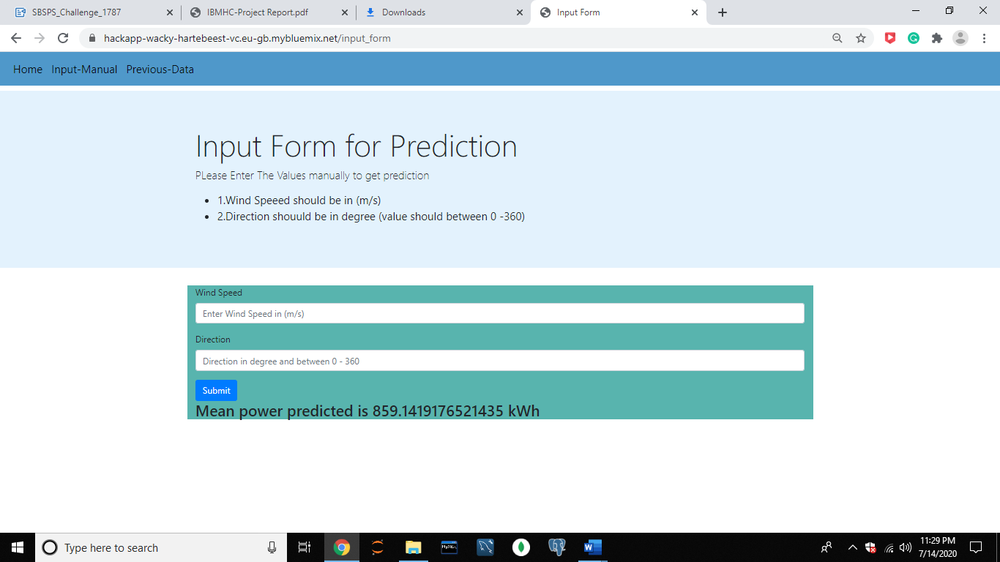 SBSPS_Challenge_1787
IBMHC-Project Report.pdf
Downloads
Input Form
hackapp-wacky-hartebeest-vc.eu-gb.mybluemix.net/input_form
Home Input-Manual Previous-Data
Input Form for Prediction
PLease Enter The Values manually to get prediction
1.Wind Speeed should be in (m/s)
2.Direction shouuld be in degree (value should between 0 -360)
Wind Speed
Enter Wind Speed in (m/s)
Direction
Direction in degree and between 0 - 360
Submit
Mean power predicted is 859.1419176521435 kWh
Type here to search
MySQL
W
11:29 PM
7/14/2020